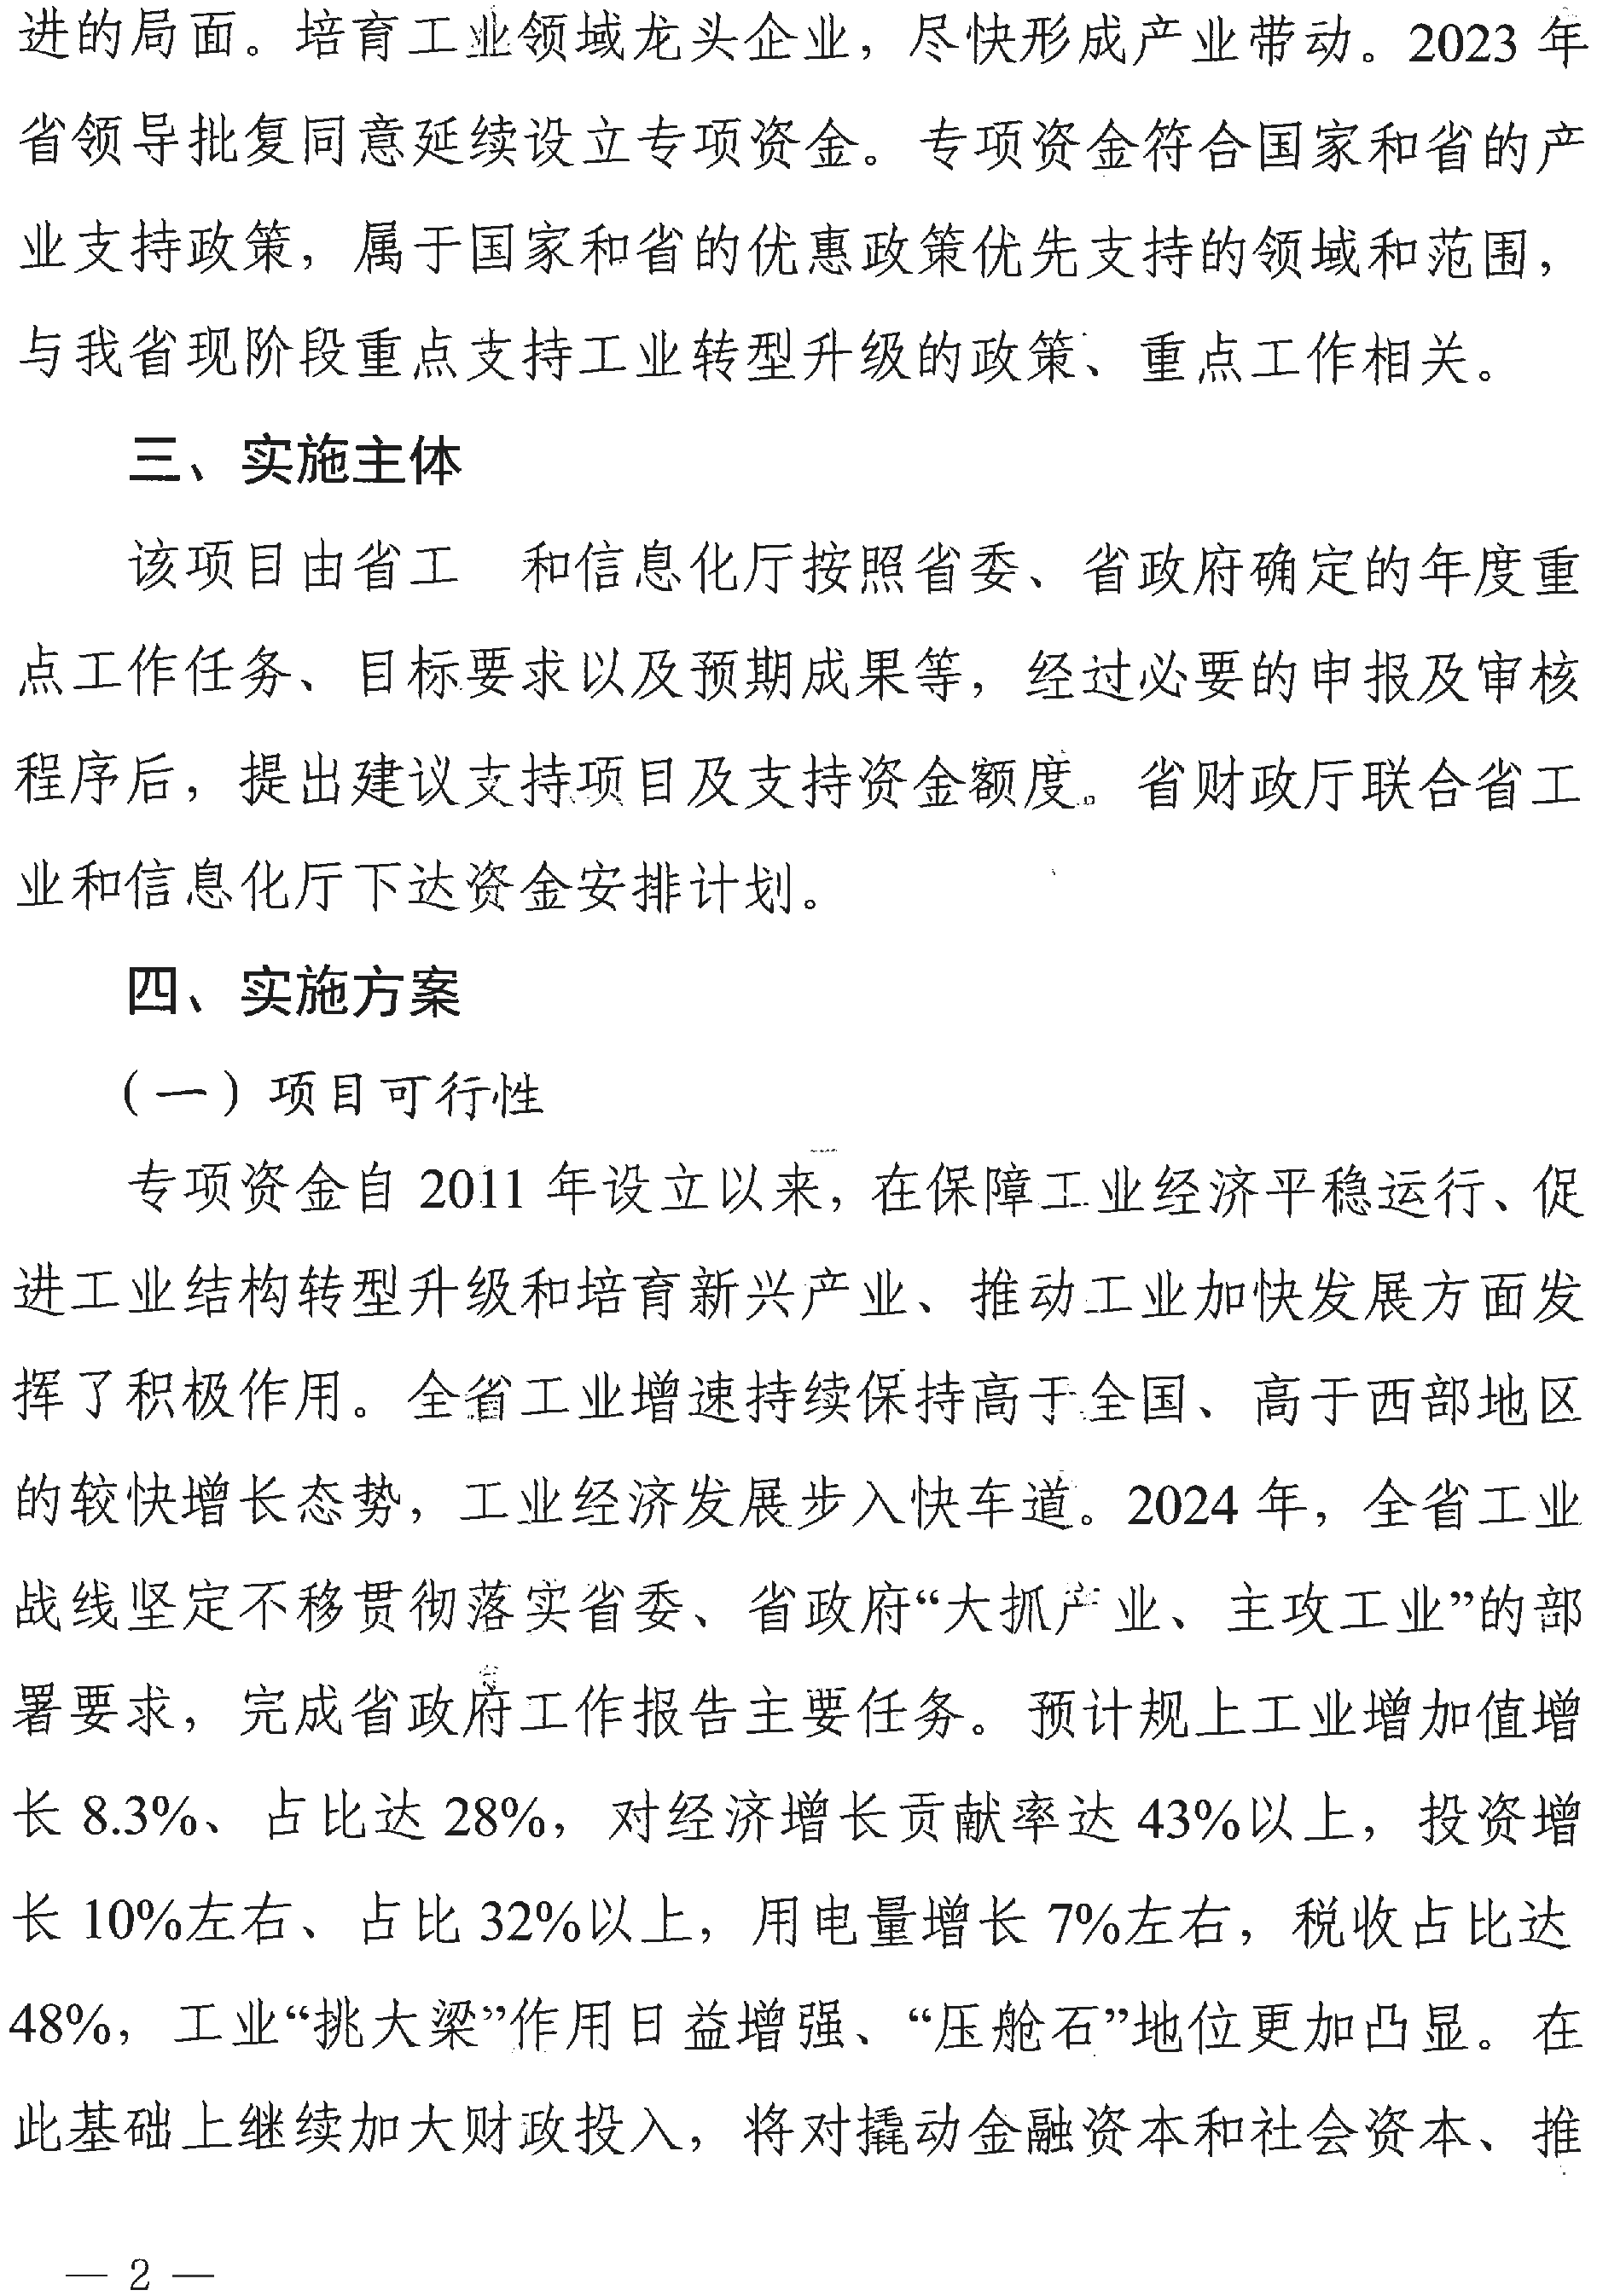 进的局面。培育工业领域龙头企业，尽快形成产业带动。2023 年
省领导批复同意延续设立专项资金。专项资金符合国家和省的产
业支持政策，属于国家和省的优惠政策优先支持的领域和范围，
与我省现阶段重点支持工业转型升级的政策、重点工作相关。
三、实施主体
该项目由省工 和信息化厅按照省委、省政府确定的年度重
点工作任务、目标要求以及预期成果等，经过必要的申报及审核
程序后，提出建议支持项目及支持资金额度。省财政厅联合省工
业和信息化厅下达资金安排计划。
四、实施方案
（一）项目可行性
专项资金自 2011 年设立以来，在保障工业经济平稳运行、促
进工业结构转型升级和培育新兴产业、推动工业加快发展方面发
挥了积极作用。全省工业增速持续保持高于全国、高于西部地区
的较快增长态势，工业经济发展步入快车道。2024 年，全省工业
战线坚定不移贯彻落实省委、省政府“大抓产业、主攻工业”的部
署要求，完成省政府工作报告主要任务。预计规上工业增加值增
长 8.3%、占比达 28%，对经济增长贡献率达 43%以上，投资增
长 10%左右、占比 32%以上，用电量增长 7%左右，税收占比达
48%，工业“挑大梁”作用日益增强、“压舱石”地位更加凸显。在
此基础上继续加大财政投入，将对撬动金融资本和社会资本、推
— 2 —